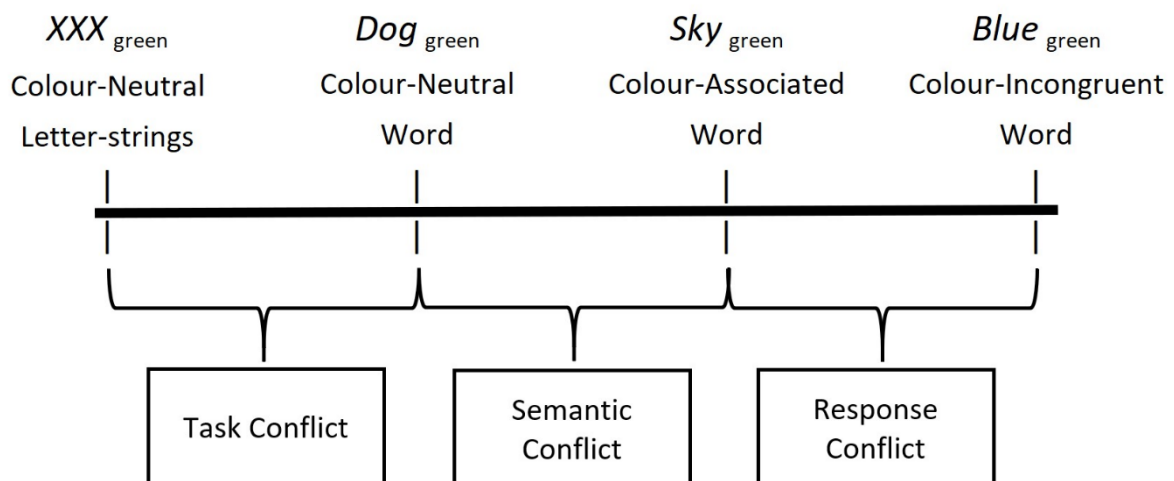 XXX green
Colour-Neutral
Letter-strings
Dog green
Colour-Neutral
Word
Sky green
Colour-Associated
Word
Blue green
Colour-Incongruent
Word
Task Conflict
Semantic
Conflict
Response
Conflict